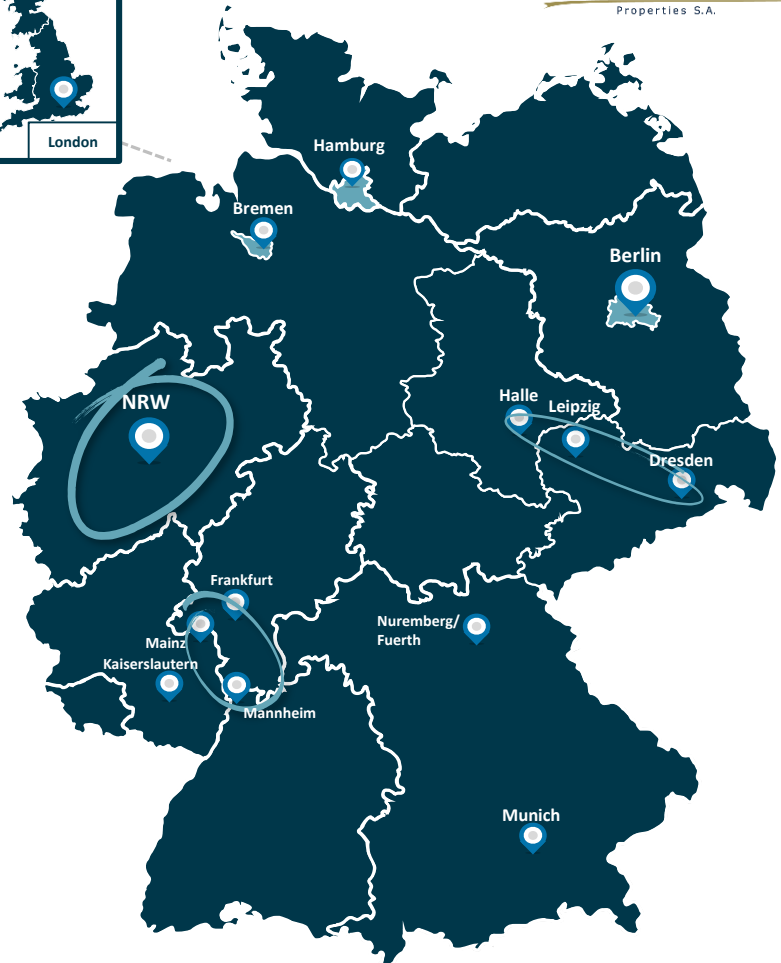 Properties S.A.
London
Hamburg
Bremen
Berlin
NRW
Halle
Leipzig
Dresden
Frankfurt
Nuremberg/
Fuerth
Mainz
Kaiserslautern
Mannheim
Munich